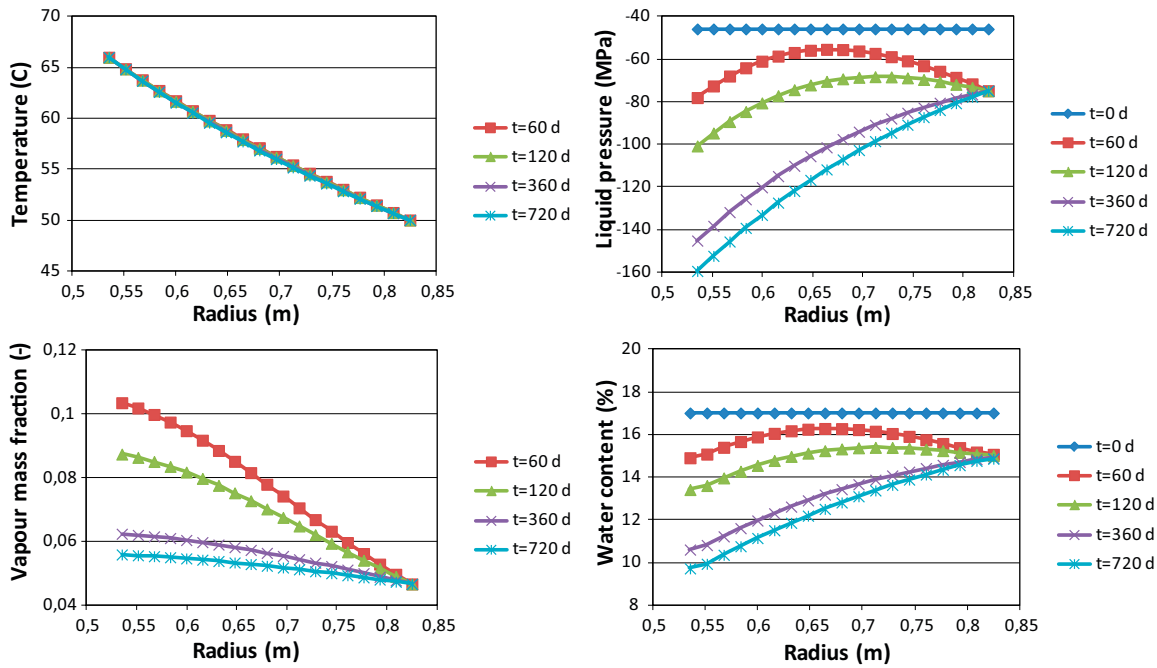 Temperature (C)
70
65
60
55
50
45
0,5 0,55 0,6 0,65 0,7 0,75 0,8 0,85
Radius (m)
t=60 d
t=120 d
t=360 d
t=720 d
Liquid pressure (MPa)
-40
-60
-80
-100
-120
-140
-160
0,5 0,55 0,6 0,65 0,7 0,75 0,8 0,85
Radius (m)
t=0 d
t=60 d
t=120 d
t=360 d
t=720 d
Vapour mass fraction (-)
0,12
0,1
0,08
0,06
0,04
0,5 0,55 0,6 0,65 0,7 0,75 0,8 0,85
Radius (m)
t=60 d
t=120 d
t=360 d
t=720 d
Water content (%)
20
18
16
14
12
10
8
0,5 0,55 0,6 0,65 0,7 0,75 0,8 0,85
Radius (m)
t=0 d
t=60 d
t=120 d
t=360 d
t=720 d